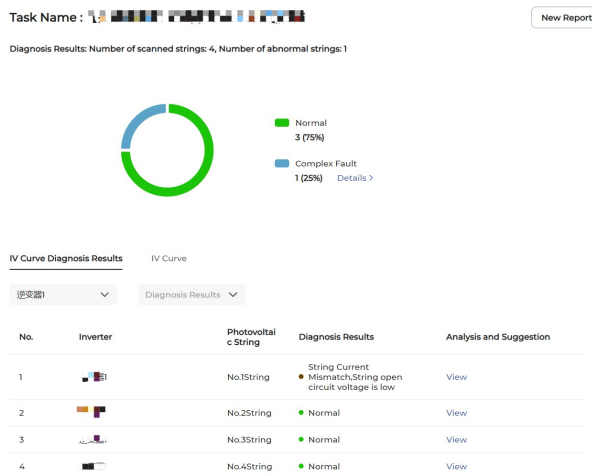 Task Name :
New Report
Diagnosis Results: Number of scanned strings: 4, Number of abnormal strings: 1
Normal
3 (75%)
Complex Fault
1 (25%) Details >
IV Curve Diagnosis Results IV Curve
逆变器1 Diagnosis Results
No. Inverter Photovoltai
c String Diagnosis Results Analysis and Suggestion
1 No.1String String Current
Mismatch,String open
circuit voltage is low View
2 No.2String Normal View
3 No.3String Normal View
4 No.4String Normal View